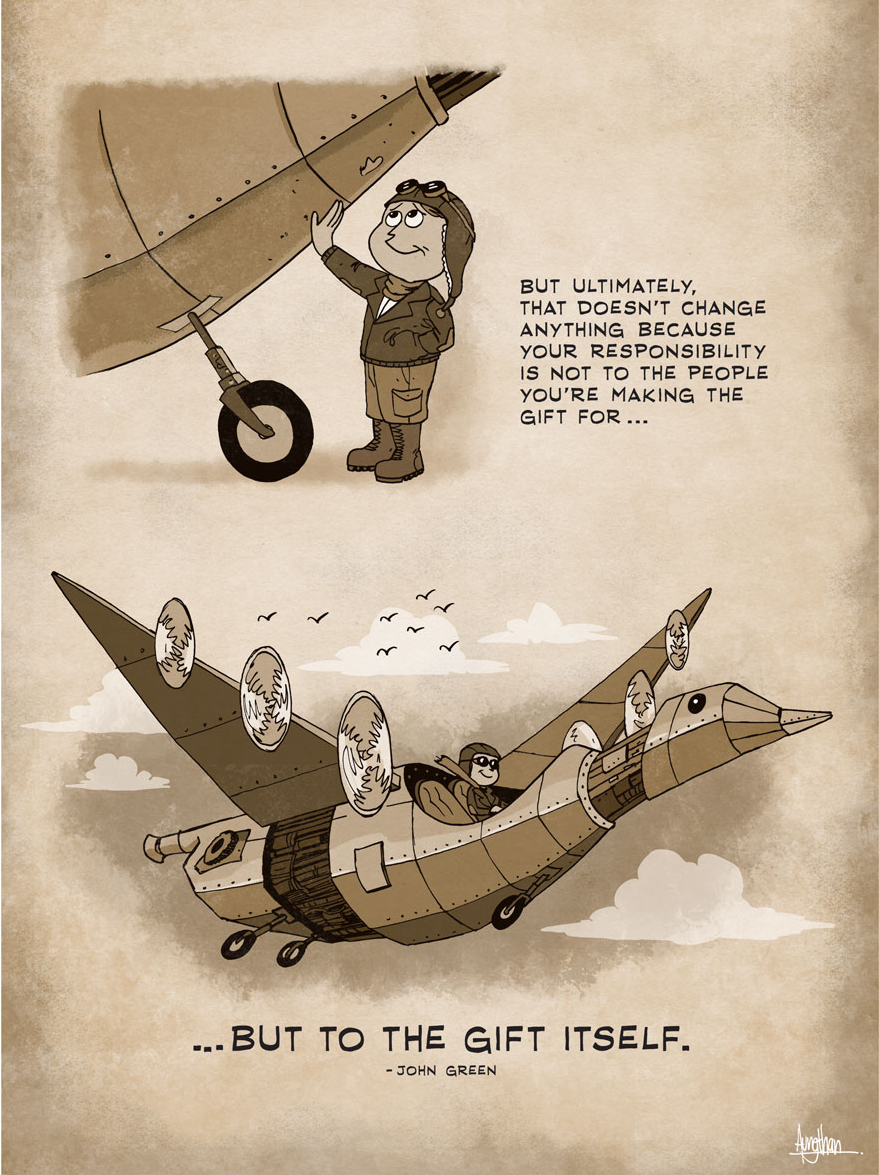 BUT ULTIMATELY,
THAT DOESN'T CHANGE
ANYTHING BECAUSE
YOUR RESPONSIBILITY
IS NOT TO THE PEOPLE
YOU'RE MAKING THE
GIFT FOR...
...BUT TO THE GIFT ITSELF.
-JOHN GREEN
AungThan.